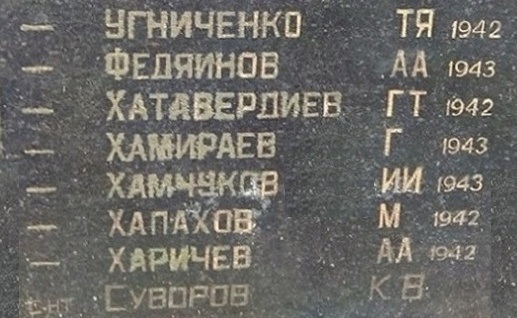 — УГНИЧЕНКО ТЯ 1942
— ФЕДЯИНОВ АА 1943
— ХАТАВЕРДИЕВ ГТ 1942
— ХАМИРАЕВ Г 1943
— ХАМЧУКОВ ИИ 1943
— ХАПАХОВ М 1942
— ХАРИЧЕВ АА 1942
С-НТ СУВОРОВ К В